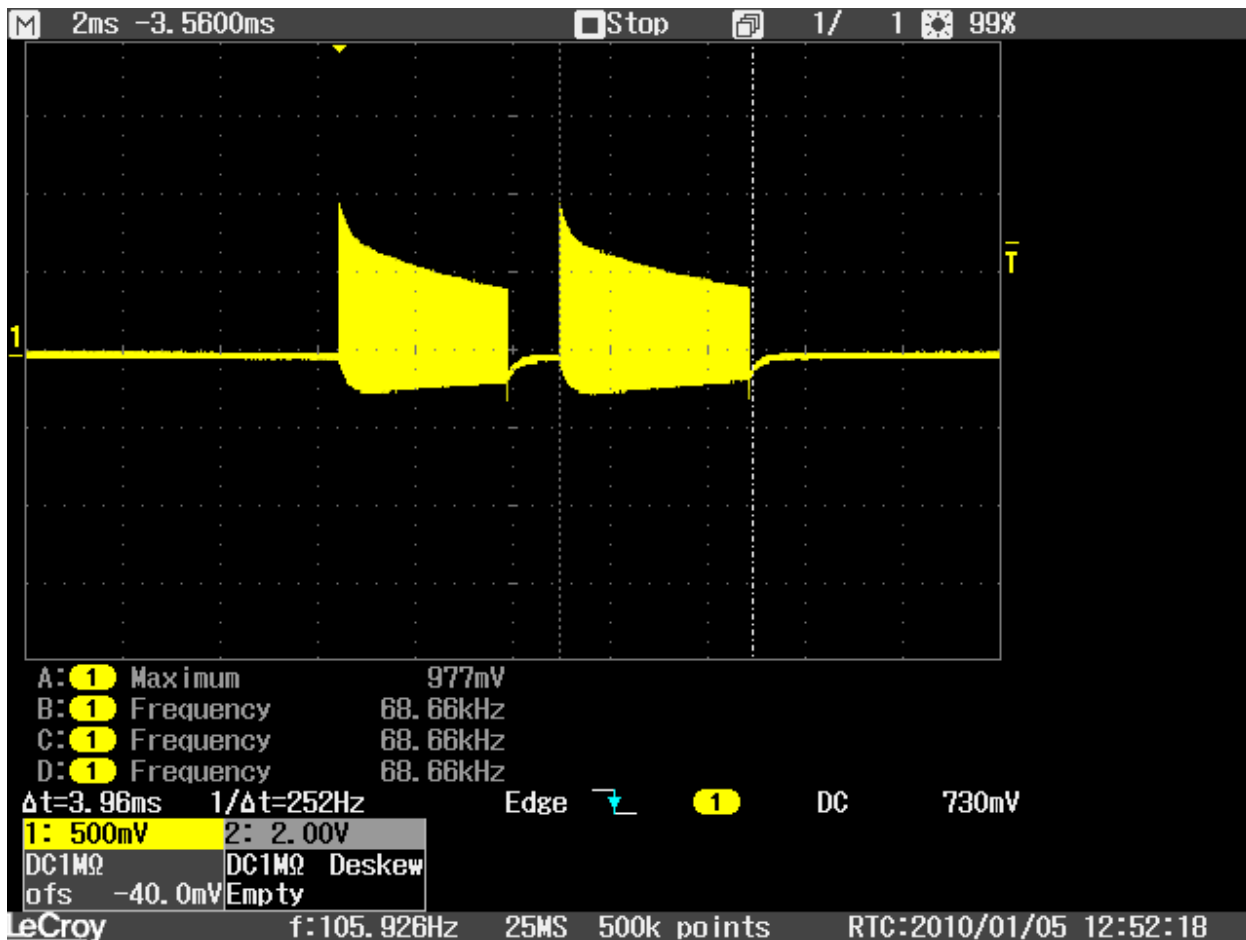 M 2ms -3.5600ms Stop 1/ 1 99%
T
1
A: 1 Maximum 977mV
B: 1 Frequency 68.66kHz
C: 1 Frequency 68.66kHz
D: 1 Frequency 68.66kHz
Δt=3.96ms 1/Δt=252Hz Edge 1 DC 730mV
1: 500mV 2: 2.00V
DC1MΩ DC1MΩ Deskew
ofs -40.0mV Empty
LeCroy f:105.926Hz 25MS 500k points RTC:2010/01/05 12:52:18